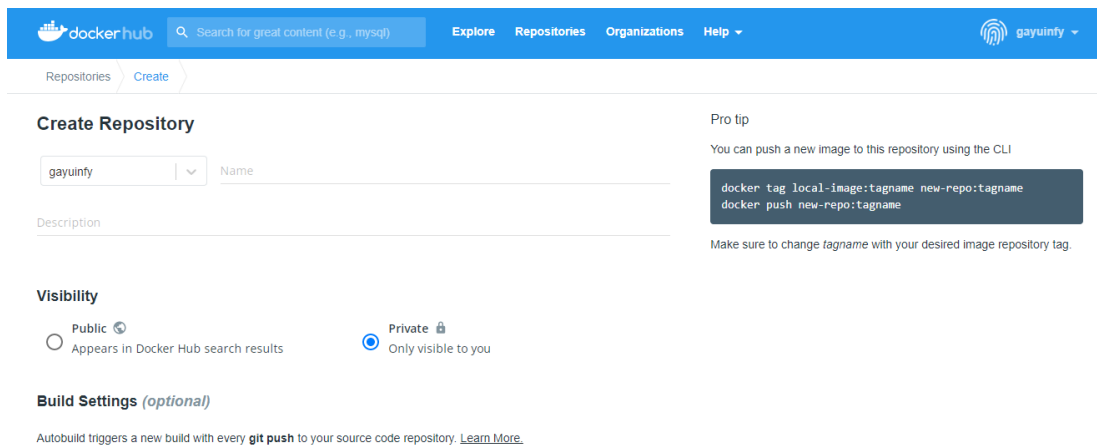 dockerhub Search for great content (e.g., mysql) Explore Repositories Organizations Help gayuinfy
Repositories Create
Create Repository
gayuinfy Name
Description
Visibility
Public Private
Appears in Docker Hub search results Only visible to you
Build Settings (optional)
Autobuild triggers a new build with every git push to your source code repository. Learn More.
Pro tip
You can push a new image to this repository using the CLI
docker tag local-image:tagname new-repo:tagname
docker push new-repo:tagname
Make sure to change tagname with your desired image repository tag.